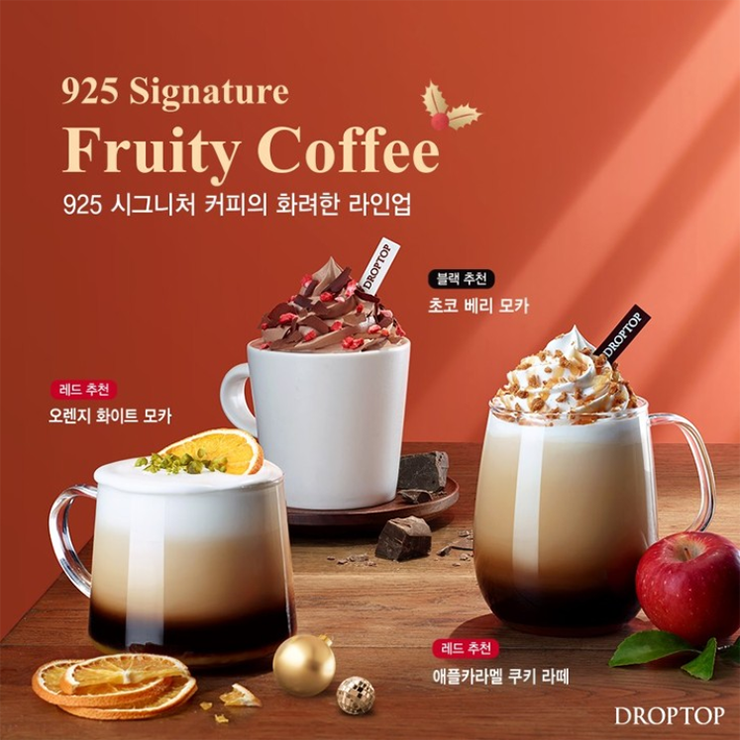 925 Signature
Fruity Coffee
925 시그니처 커피의 화려한 라인업
DROPTOP
블랙 추천
초코 베리 모카
DROPTOP
레드 추천
오렌지 화이트 모카
레드 추천
애플카라멜 쿠키 라떼
DROPTOP